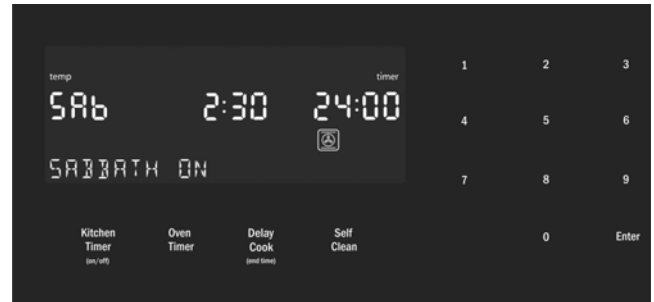 temp
timer
SAb 2:30 24:00
SABBATH ON
Kitchen Timer (on/off)
Oven Timer
Delay Cook (end time)
Self Clean
1 2 3
4 5 6
7 8 9
0 Enter